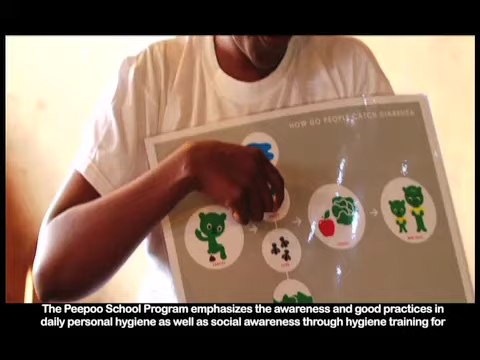 HOW DO PEOPLE CATCH DIARRHEA
The Peepoo School Program emphasizes the awareness and good practices in
daily personal hygiene as well as social awareness through hygiene training for